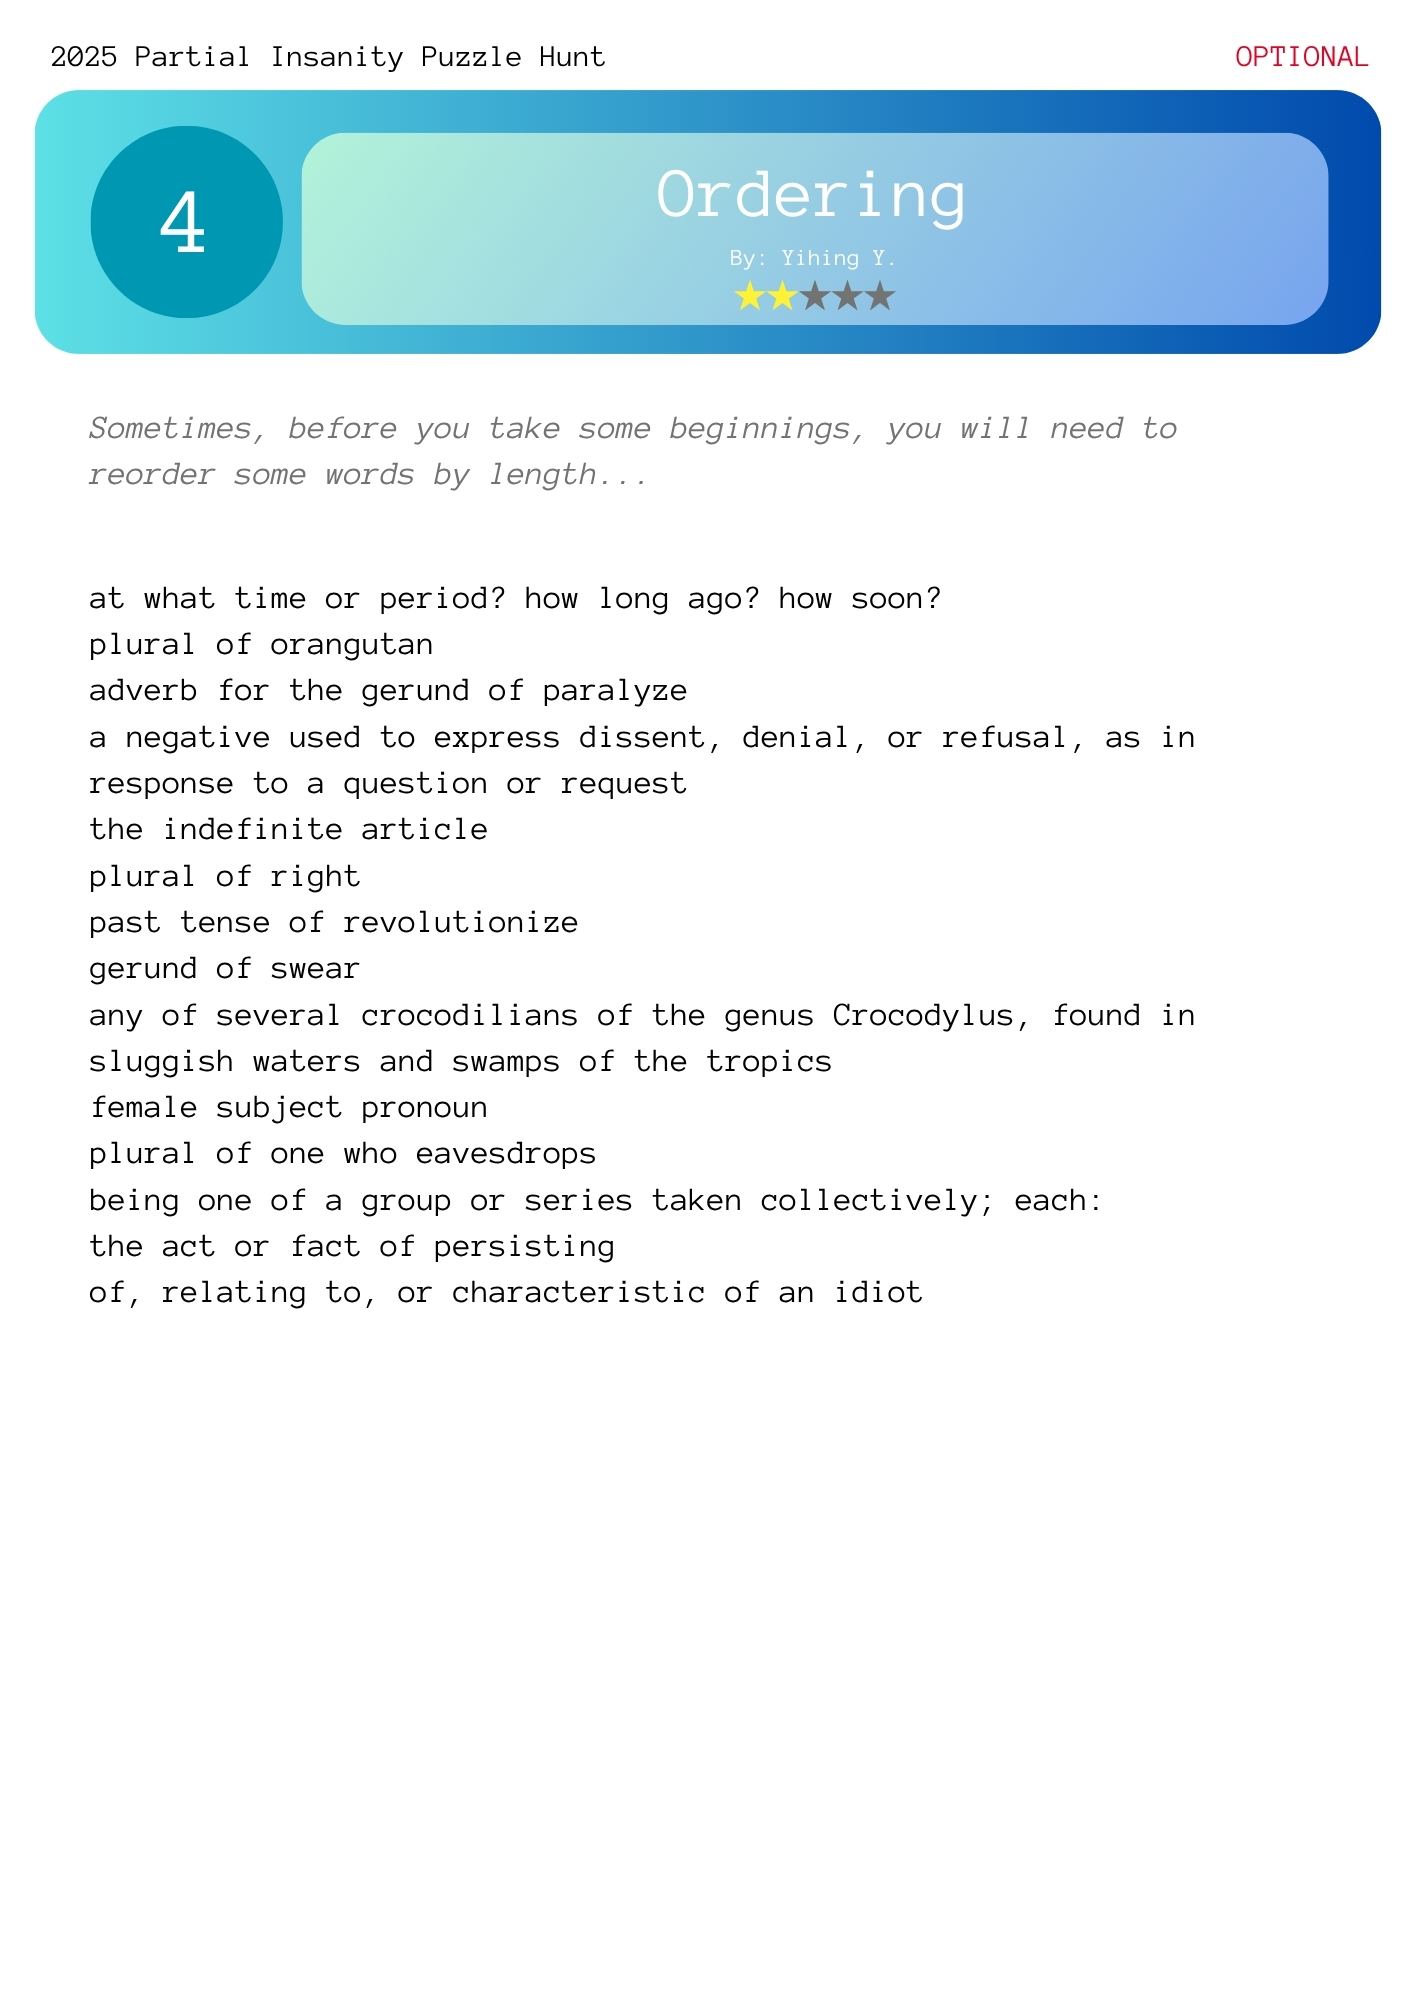 2025 Partial Insanity Puzzle Hunt
OPTIONAL
4
Ordering
By: Yihing Y.
Sometimes, before you take some beginnings, you will need to
reorder some words by length...
at what time or period? how long ago? how soon?
plural of orangutan
adverb for the gerund of paralyze
a negative used to express dissent, denial, or refusal, as in
response to a question or request
the indefinite article
plural of right
past tense of revolutionize
gerund of swear
any of several crocodilians of the genus Crocodylus, found in
sluggish waters and swamps of the tropics
female subject pronoun
plural of one who eavesdrops
being one of a group or series taken collectively; each:
the act or fact of persisting
of, relating to, or characteristic of an idiot